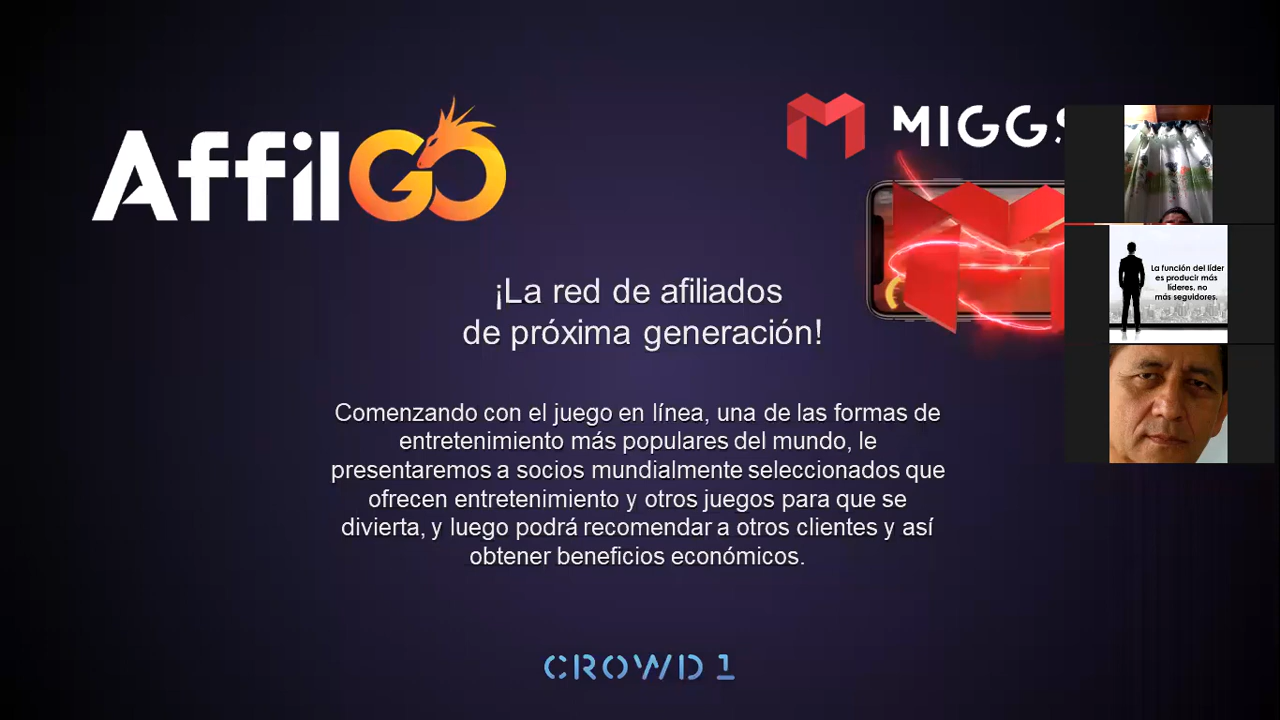 AffilGO
MIGGS
¡La red de afiliados
de próxima generación!
Comenzando con el juego en línea, una de las formas de
entretenimiento más populares del mundo, le
presentaremos a socios mundialmente seleccionados que
ofrecen entretenimiento y otros juegos para que se
divierta, y luego podrá recomendar a otros clientes y así
obtener beneficios económicos.
CROWD 1
La función del líder
es producir más
líderes, no
más seguidores.